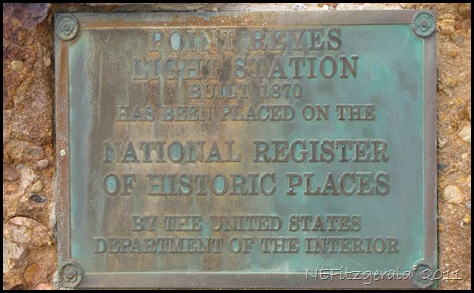 POINT REYES
LIGHT STATION
BUILT 1870
HAS BEEN PLACED ON THE
NATIONAL REGISTER
OF HISTORIC PLACES
BY THE UNITED STATES
DEPARTMENT OF THE INTERIOR
NEFitzgerald 2011